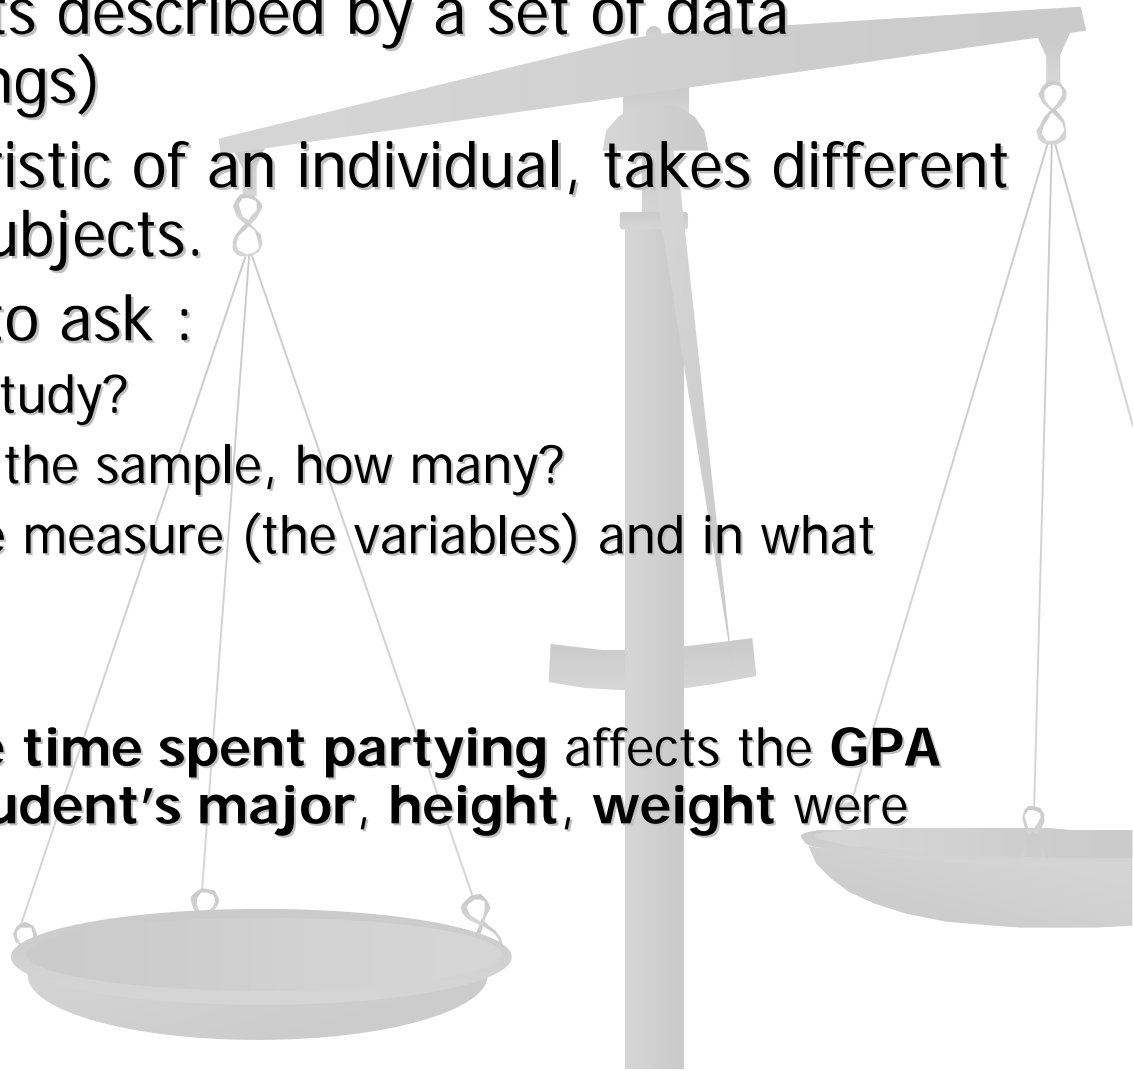 ts described by a set of data
ngs)
ristic of an individual, takes different
ubjects.
to ask :
tudy?
the sample, how many?
e measure (the variables) and in what
e time spent partying affects the GPA
udent's major, height, weight were